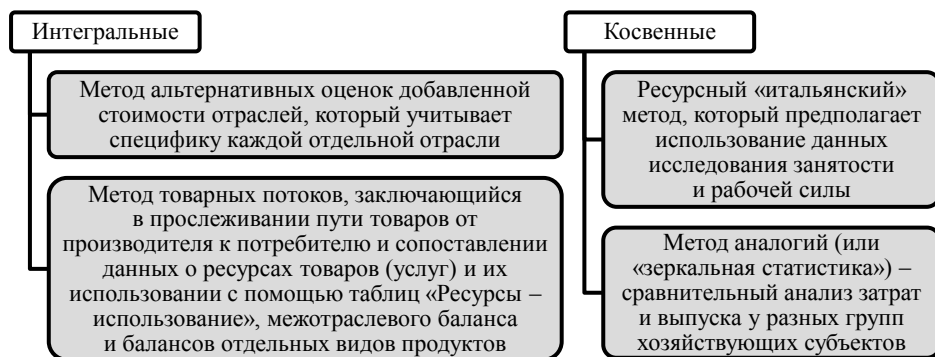 Интегральные
Метод альтернативных оценок добавленной
стоимости отраслей, который учитывает
специфику каждой отдельной отрасли
Метод товарных потоков, заключающийся
в прослеживании пути товаров от
производителя к потребителю и сопоставлении
данных о ресурсах товаров (услуг) и их
использовании с помощью таблиц «Ресурсы –
использование», межотраслевого баланса
и балансов отдельных видов продуктов
Косвенные
Ресурсный «итальянский»
метод, который предполагает
использование данных
исследования занятости
и рабочей силы
Метод аналогий (или
«зеркальная статистика») –
сравнительный анализ затрат
и выпуска у разных групп
хозяйствующих субъектов